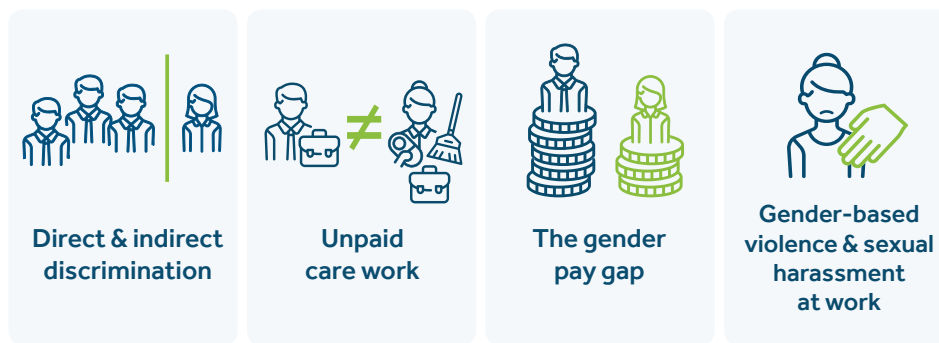 Direct & indirect
discrimination
Unpaid
care work
The gender
pay gap
Gender-based
violence & sexual
harassment
at work